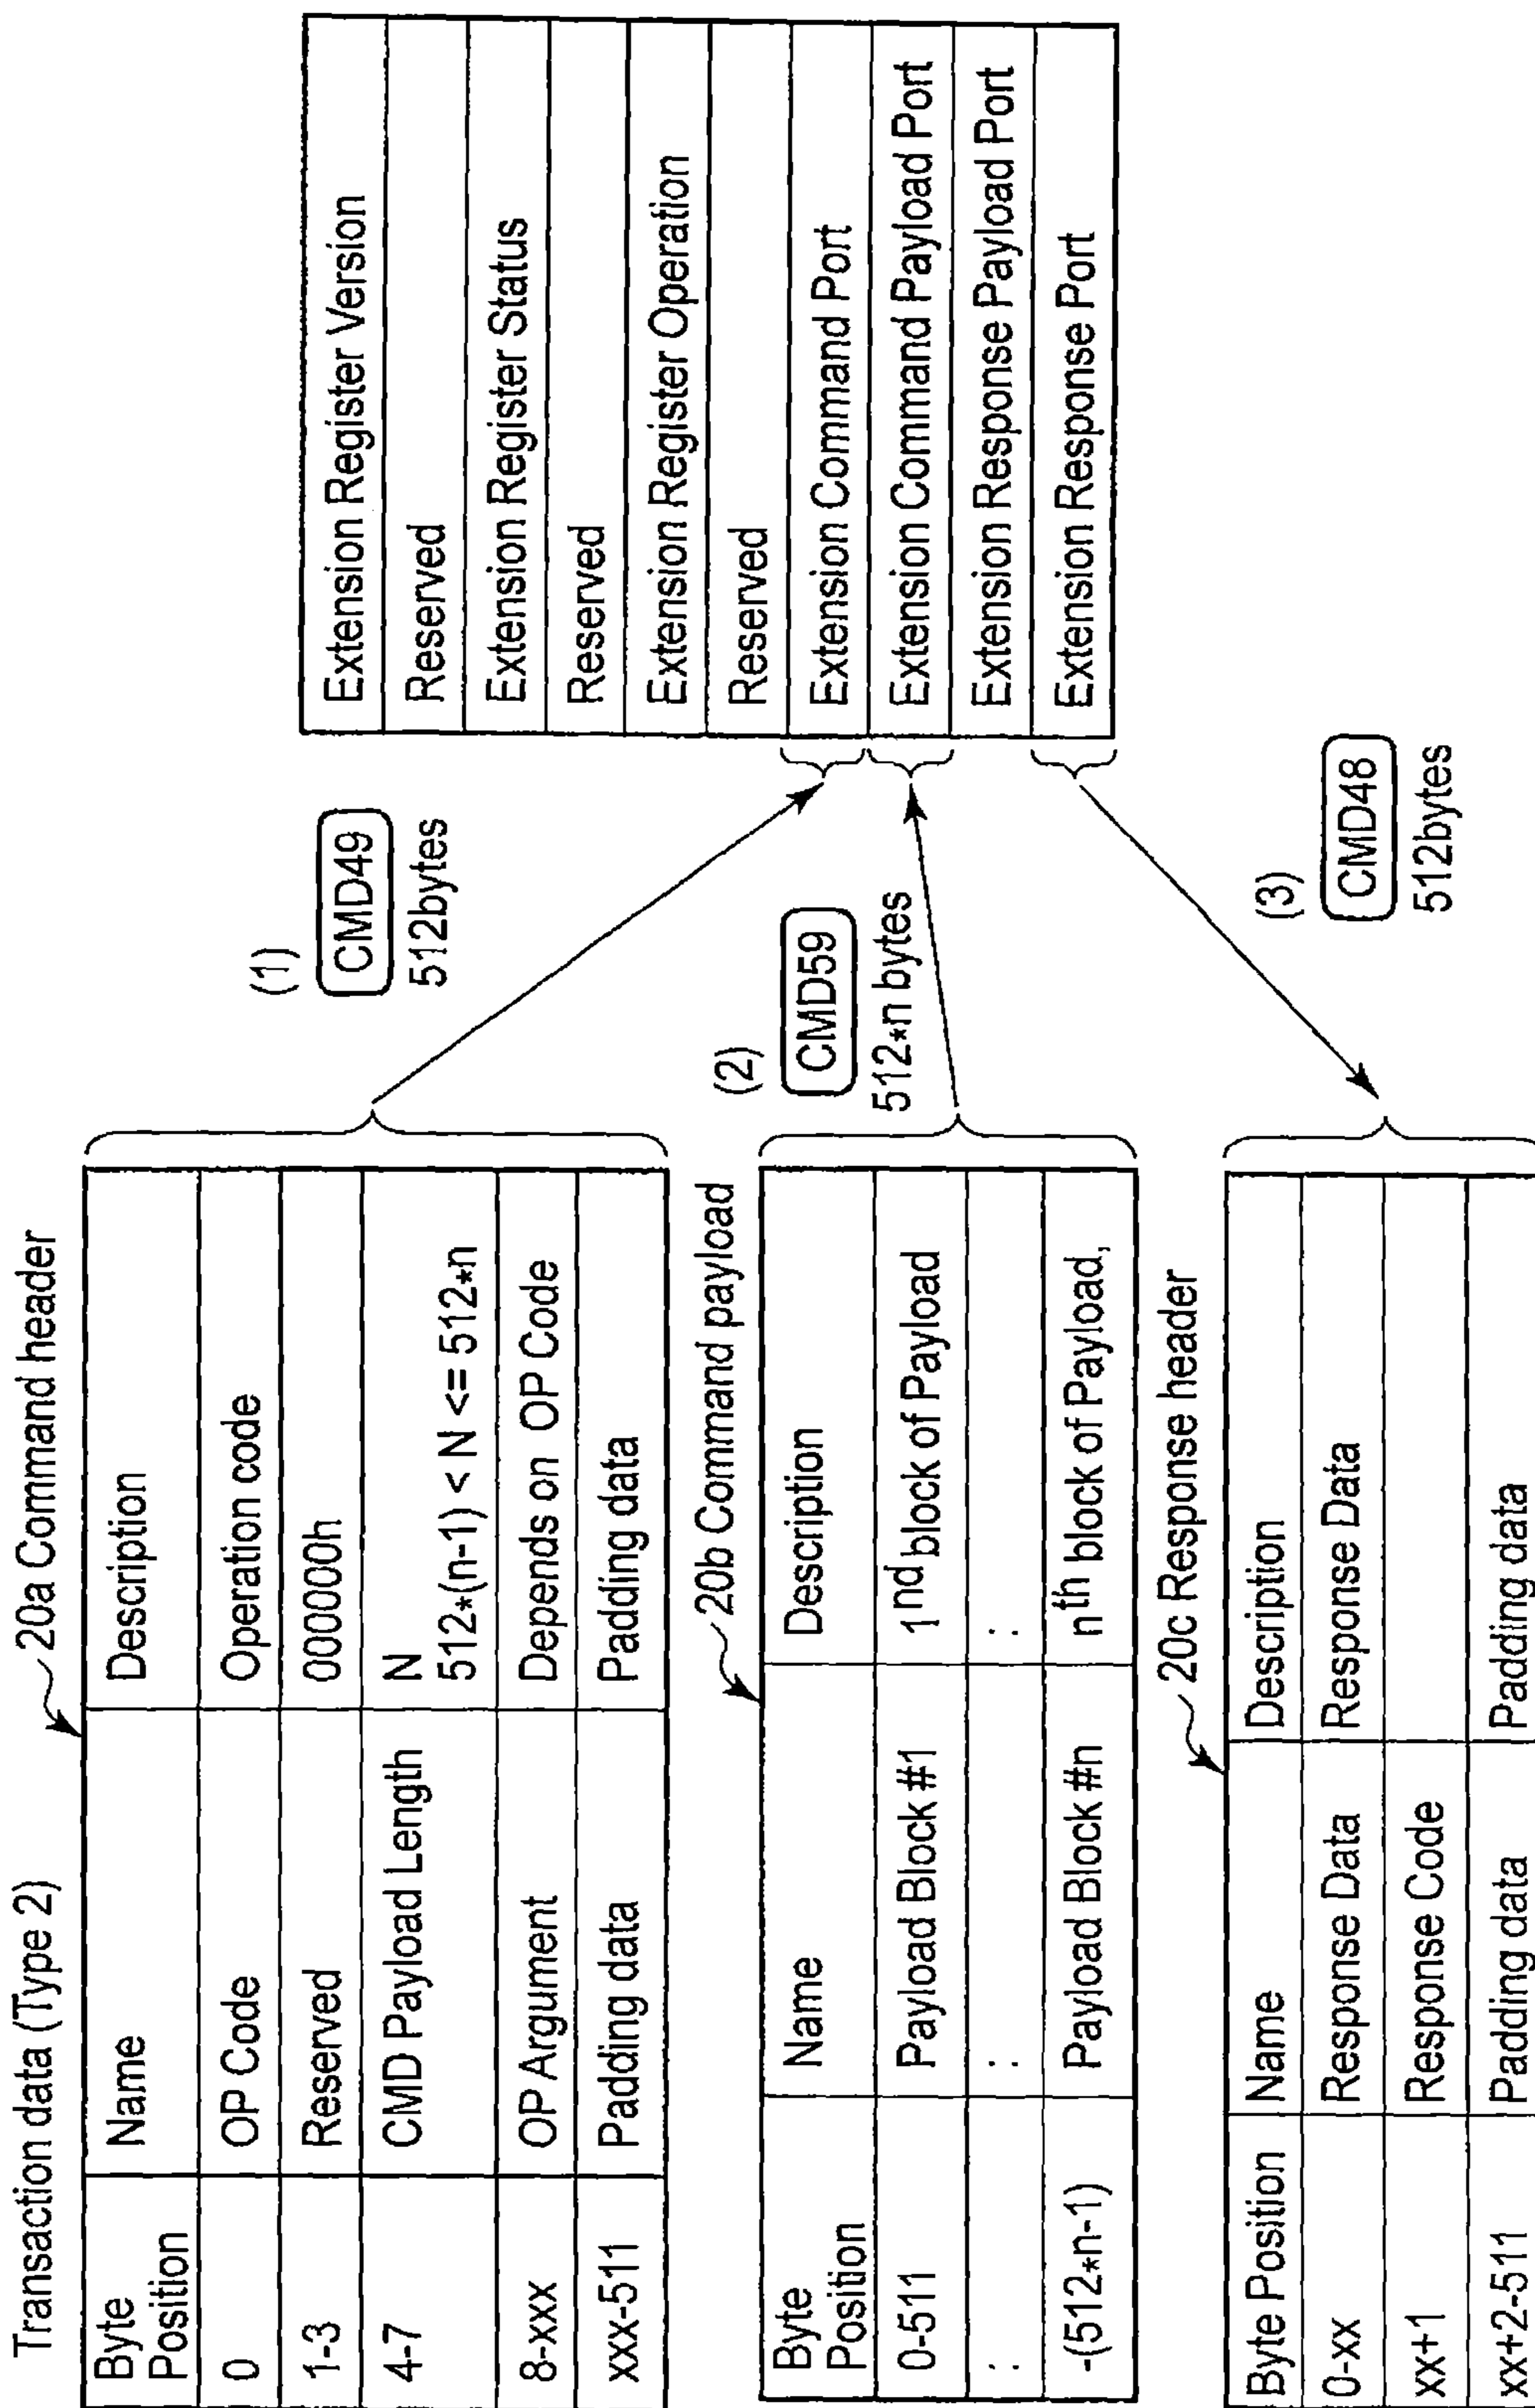 Transaction data (Type 2)
20a Command header
Byte Position Name Description
0 OP Code Operation code
1-3 Reserved 000000h
4-7 CMD Payload Length N
512*(n-1) < N <= 512*n
8-xxx OP Argument Depends on OP Code
xxx-511 Padding data Padding data
20b Command payload
Byte Position Name Description
0-511 Payload Block #1 1nd block of Payload
: : :
-(512*n-1) Payload Block #n nth block of Payload,
20c Response header
Byte Position Name Description
0-xx Response Data Response Data
xx+1 Response Code
xx+2-511 Padding data Padding data
(1)
CMD49
512bytes
(2)
CMD59
512*n bytes
(3)
CMD48
512bytes
Extension Register Version
Reserved
Extension Register Status
Reserved
Extension Register Operation
Reserved
Extension Command Port
Extension Command Payload Port
Extension Response Payload Port
Extension Response Port